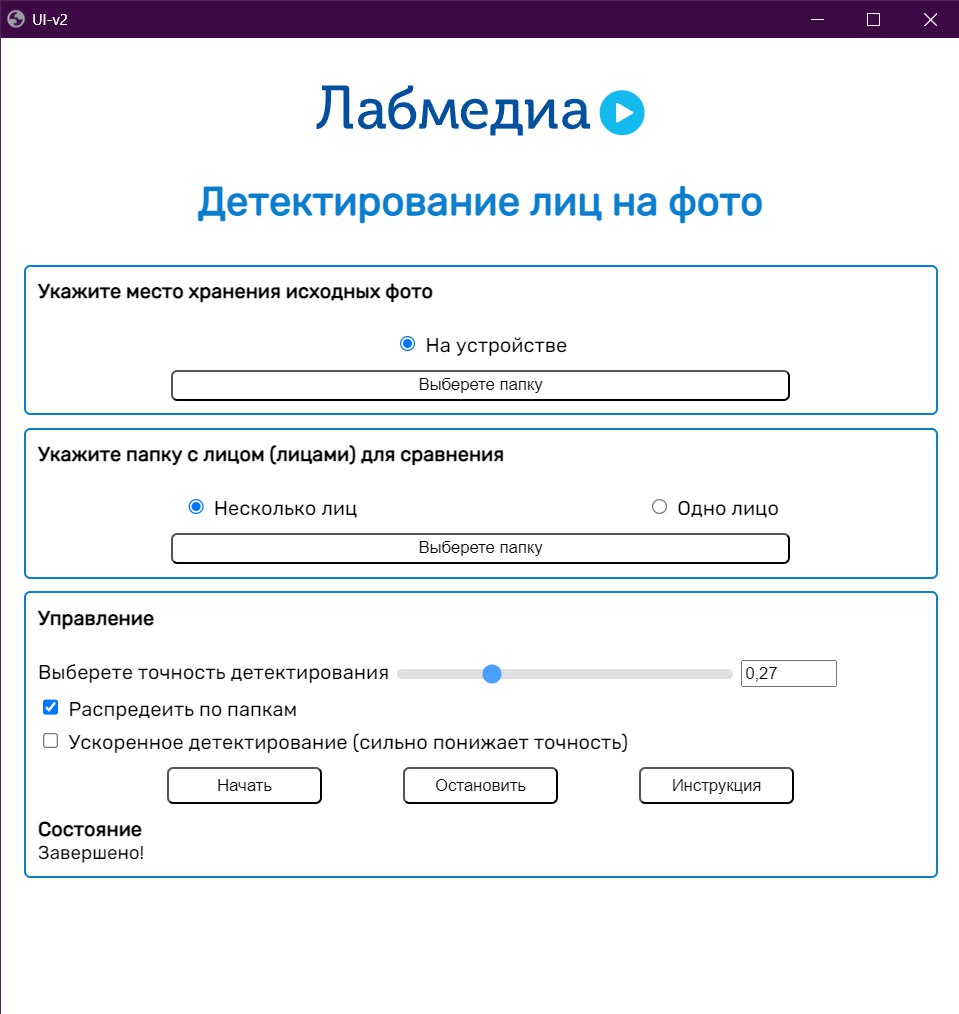 UI-v2
Лабмедиа
Детектирование лиц на фото
Укажите место хранения исходных фото
На устройстве
Выберете папку
Укажите папку с лицом (лицами) для сравнения
Несколько лиц Одно лицо
Выберете папку
Управление
Выберете точность детектирования 0,27
Распредеить по папкам
Ускоренное детектирование (сильно понижает точность)
Начать Остановить Инструкция
Состояние
Завершено!